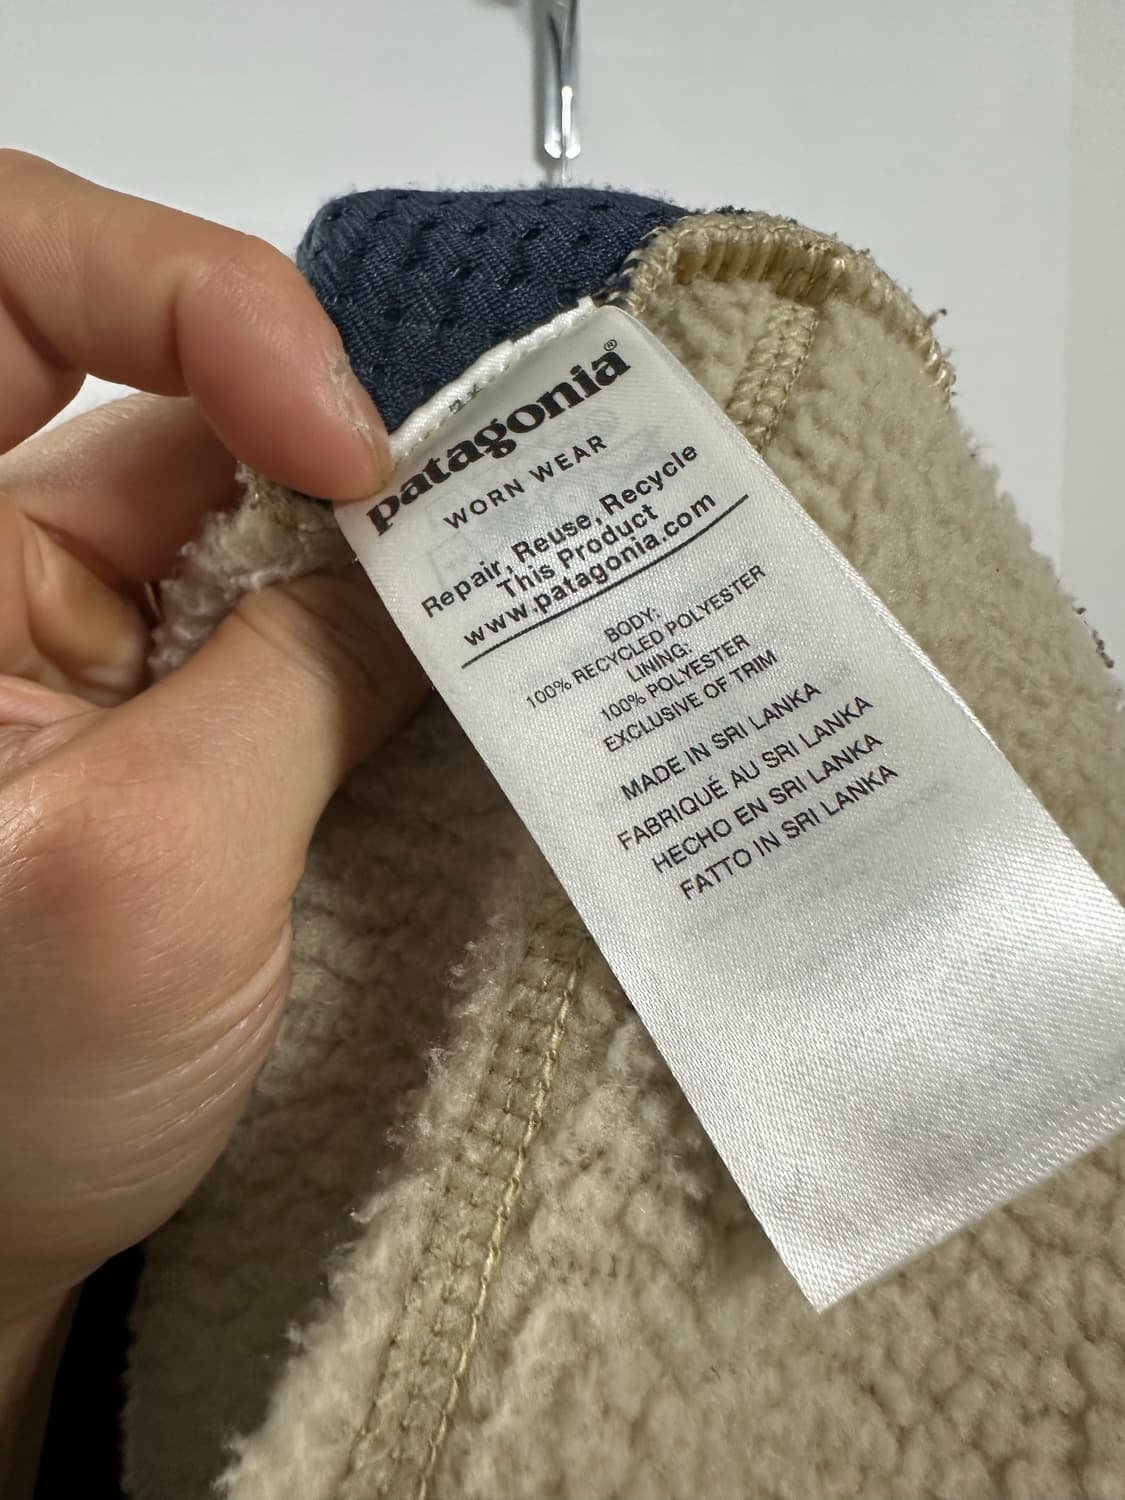 patagonia®
WORN WEAR
Repair, Reuse, Recycle
This Product
www.patagonia.com
BODY:
100% RECYCLED POLYESTER
LINING:
100% POLYESTER
EXCLUSIVE OF TRIM
MADE IN SRI LANKA
FABRIQUÉ AU SRI LANKA
HECHO EN SRI LANKA
FATTO IN SRI LANKA